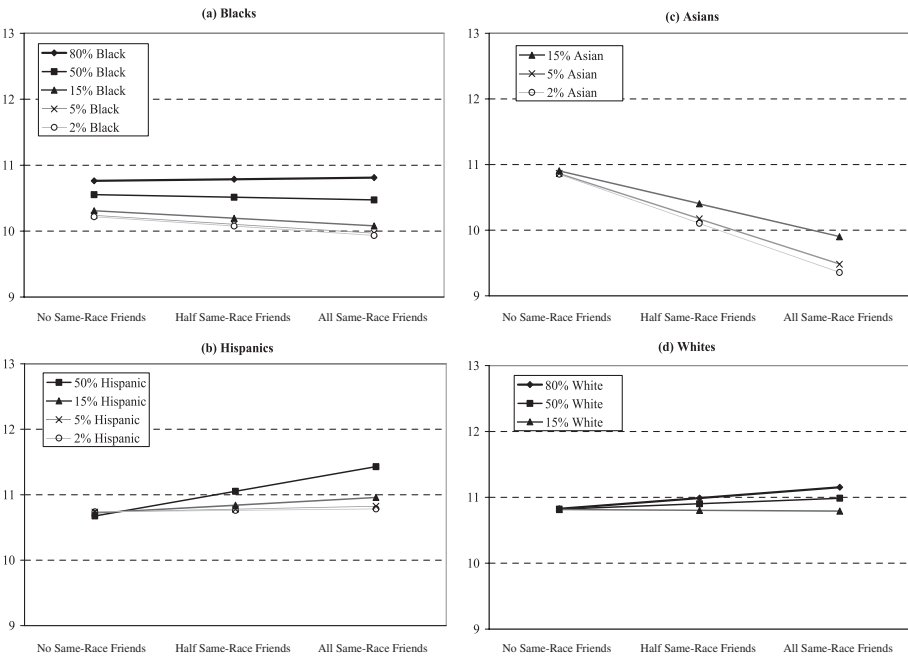 (a) Blacks
13
12
11
10
9
80% Black
50% Black
15% Black
5% Black
2% Black
No Same-Race Friends Half Same-Race Friends All Same-Race Friends
(c) Asians
13
12
11
10
9
15% Asian
5% Asian
2% Asian
No Same-Race Friends Half Same-Race Friends All Same-Race Friends
(b) Hispanics
13
12
11
10
9
50% Hispanic
15% Hispanic
5% Hispanic
2% Hispanic
No Same-Race Friends Half Same-Race Friends All Same-Race Friends
(d) Whites
13
12
11
10
9
80% White
50% White
15% White
No Same-Race Friends Half Same-Race Friends All Same-Race Friends